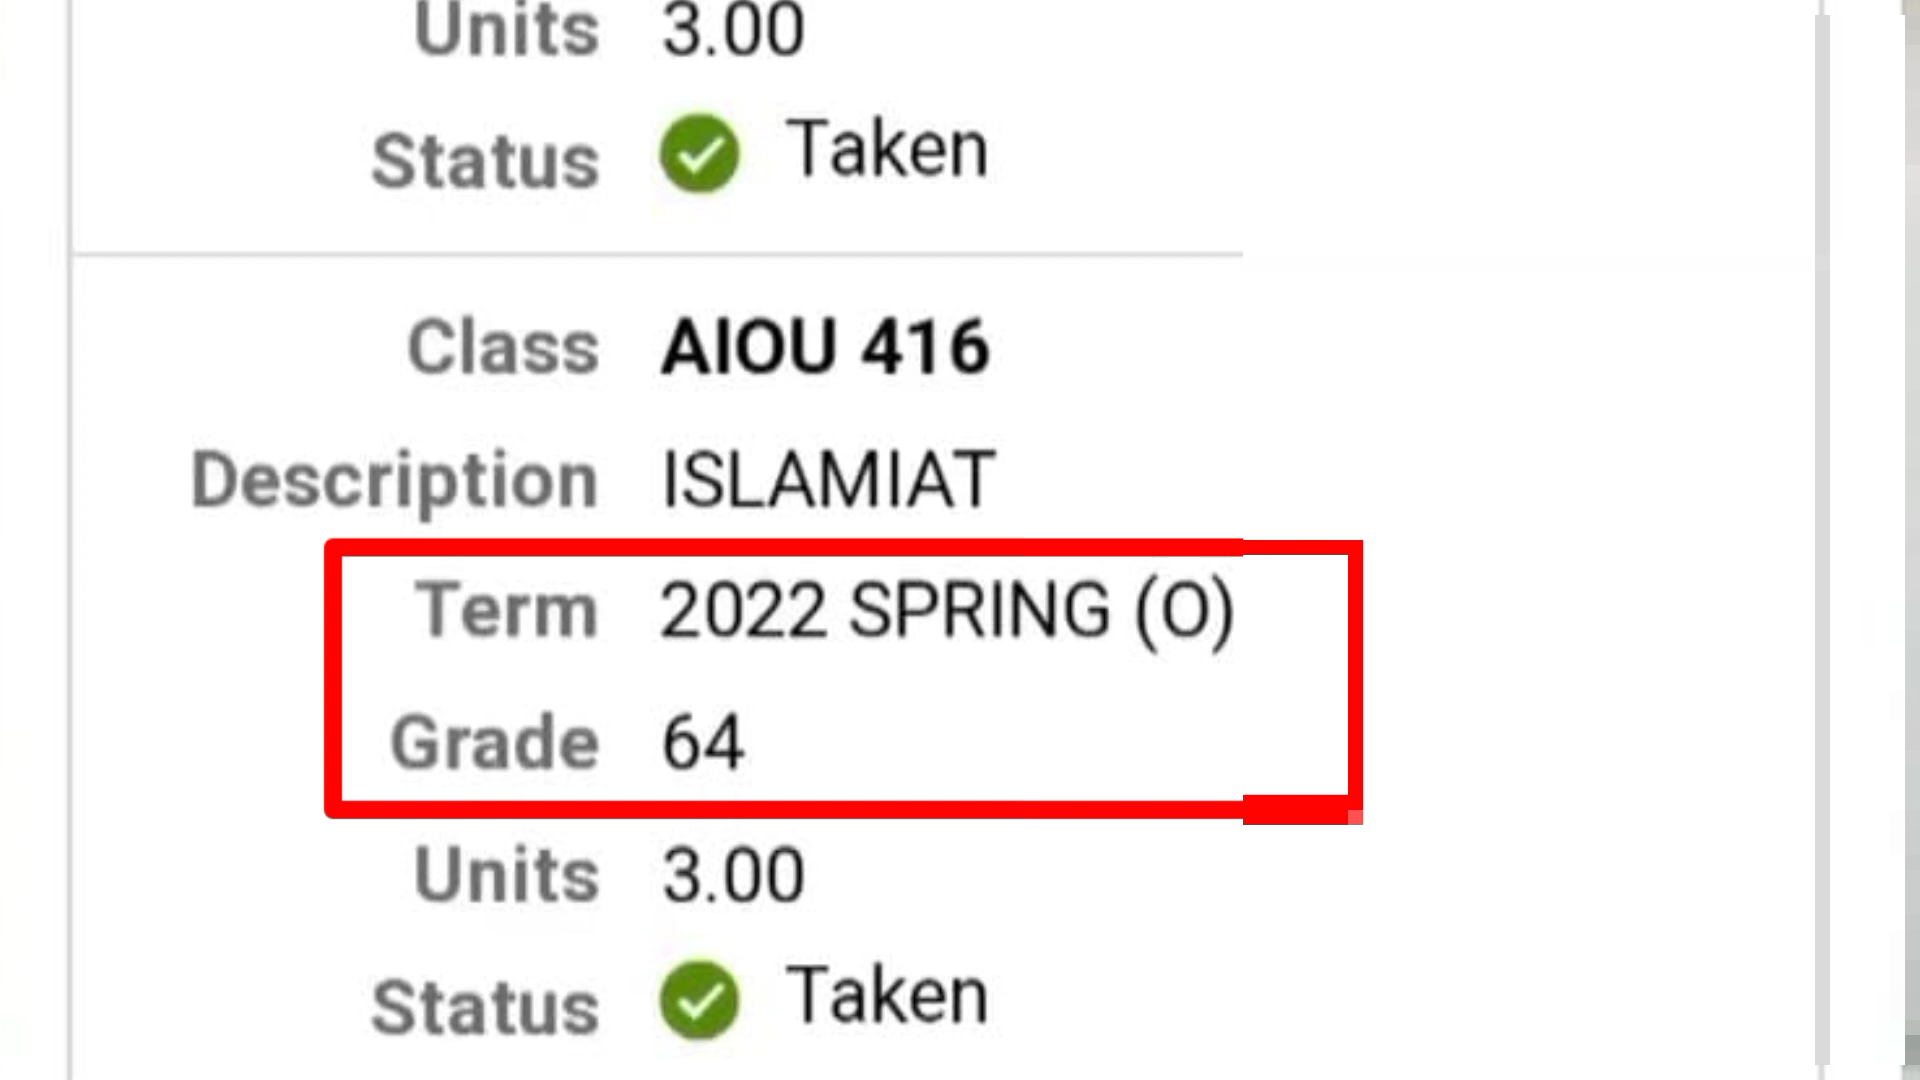 Units 3.00
Status Taken
Class AIOU 416
Description ISLAMIAT
Term 2022 SPRING (O)
Grade 64
Units 3.00
Status Taken